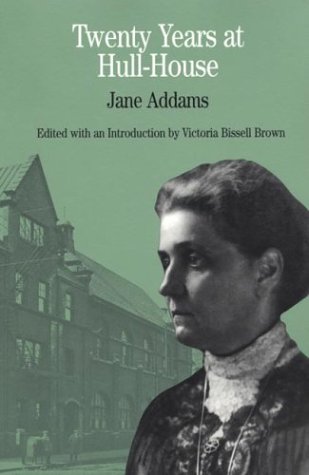 Twenty Years at
Hull-House
Jane Addams
Edited with an Introduction by Victoria Bissell Brown